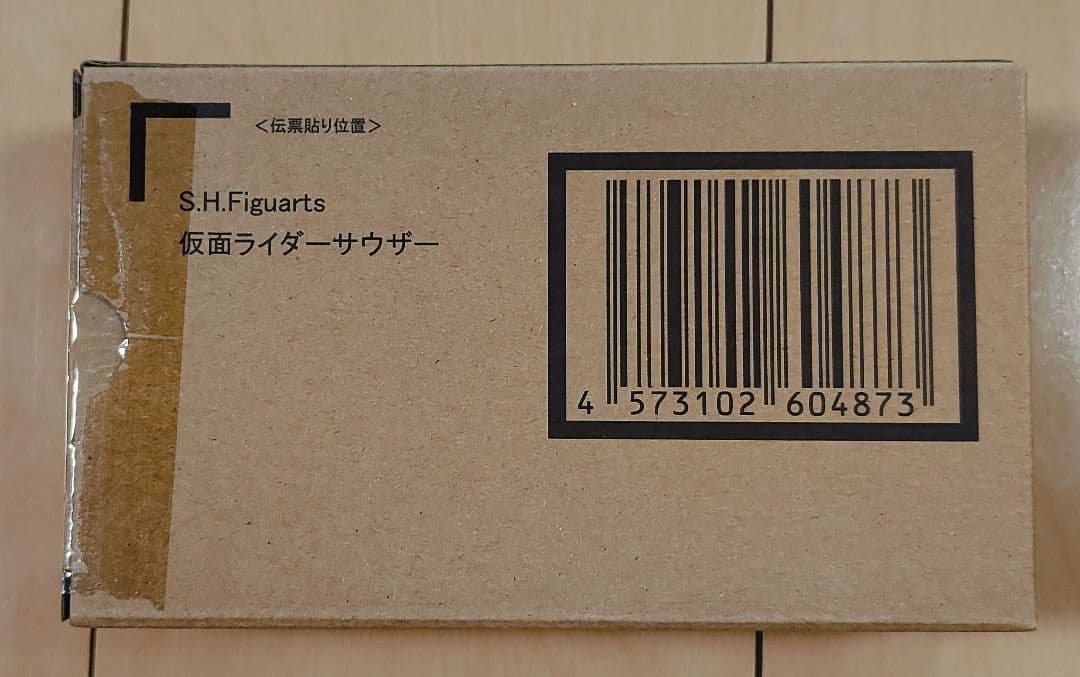 <伝票貼り位置>
S.H.Figuarts
仮面ライダーサウザー
4 573102 604873